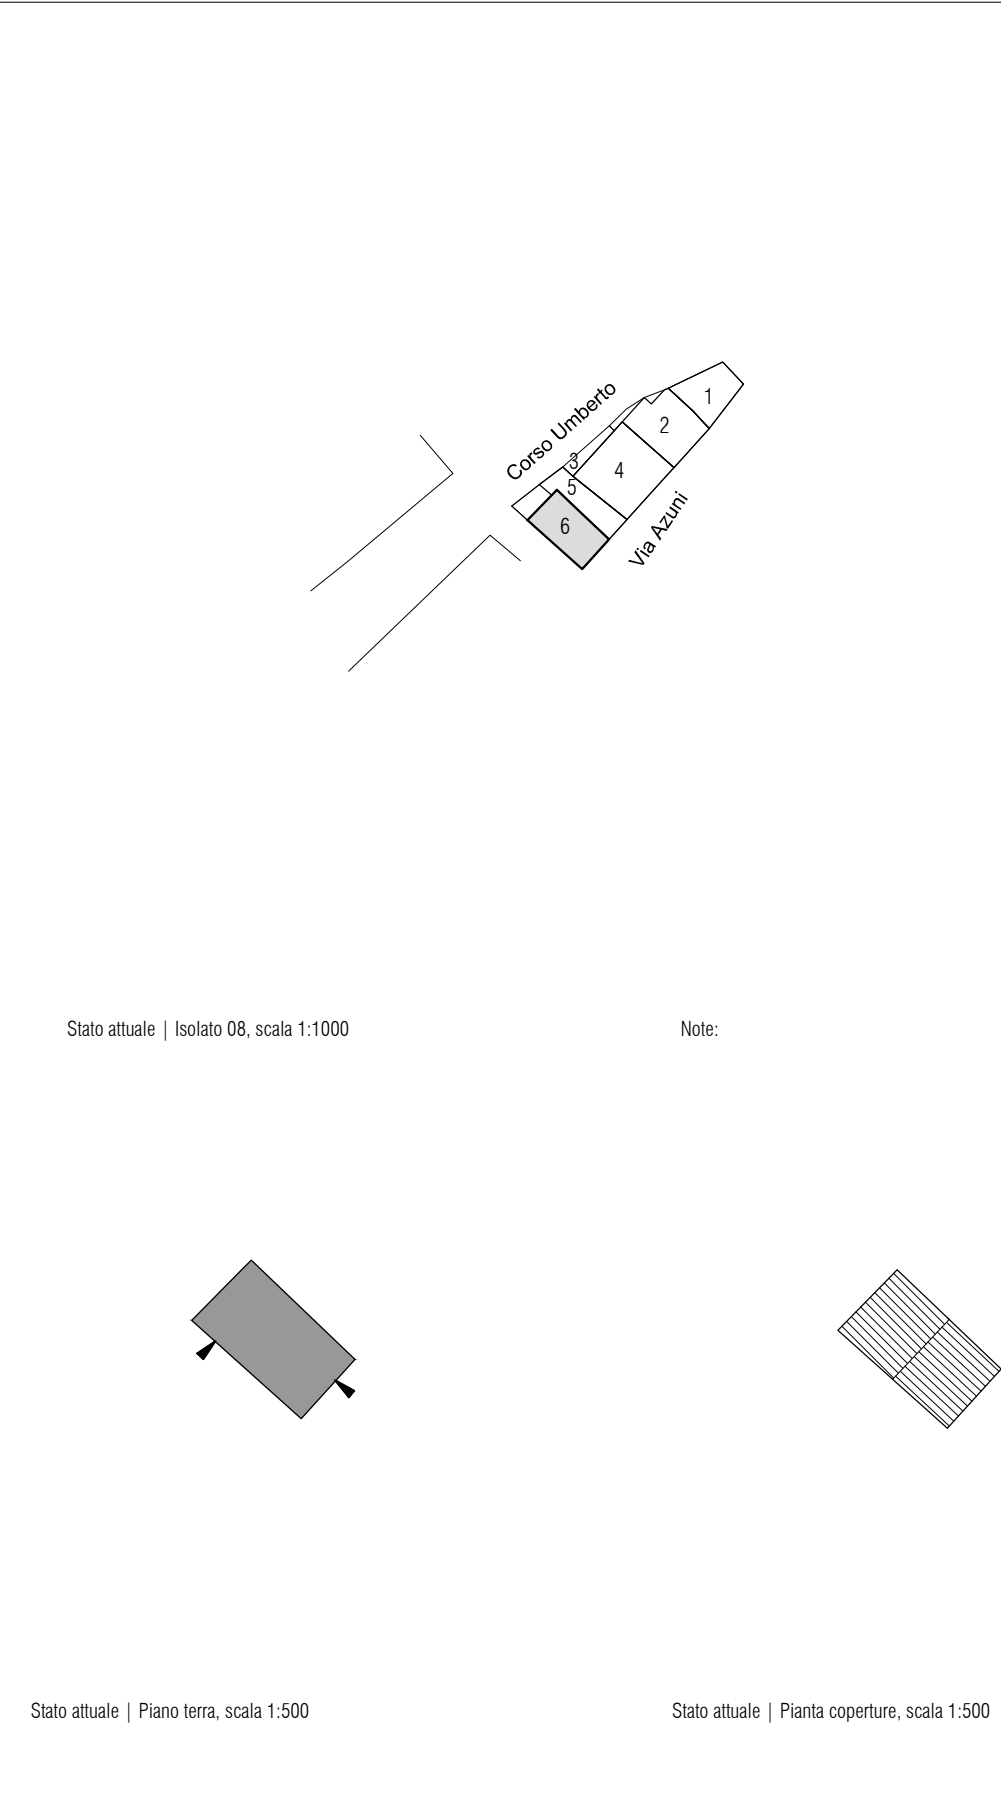 Corso Umberto
1
2
3
4
5
6
Via Azuni
Stato attuale | Isolato 08, scala 1:1000
Note:
Stato attuale | Piano terra, scala 1:500
Stato attuale | Pianta coperture, scala 1:500